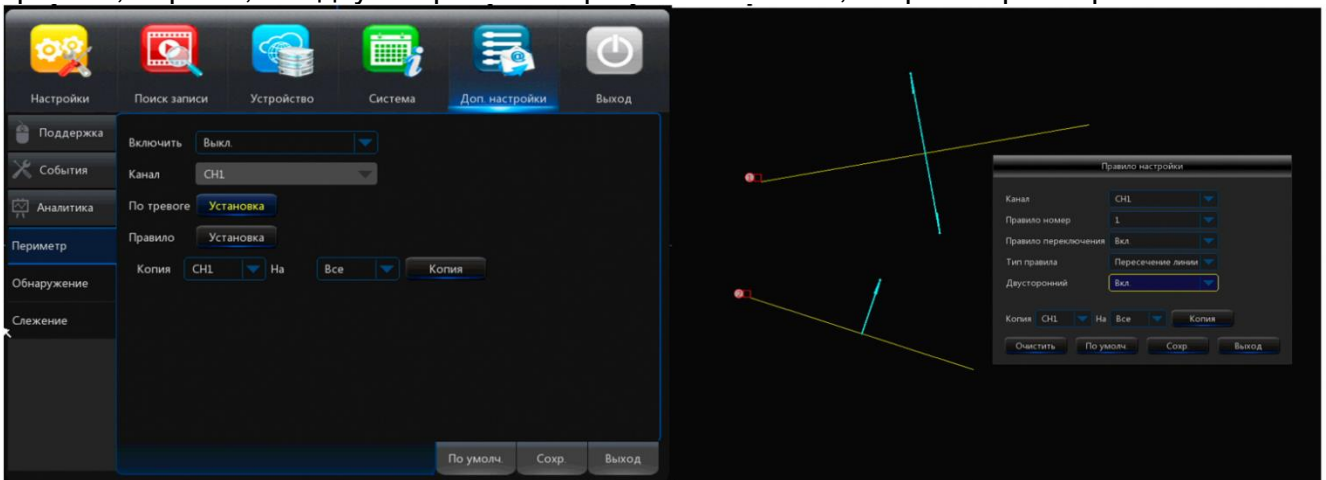 Настройки Поиск записи Устройство Система Доп. настройки Выход
Поддержка
События
Аналитика
Периметр
Обнаружение
Слежение
Включить Выкл.
Канал CH1
По тревоге Установка
Правило Установка
Копия CH1 На Все Копия
По умолч. Сохр. Выход
1
2
Правило настройки
Канал CH1
Правило номер 1
Правило переключения Вкл
Тип правила Пересечение линии
Двусторонний Вкл.
Копия CH1 На Все Копия
Очистить По умолч Сохр Выход